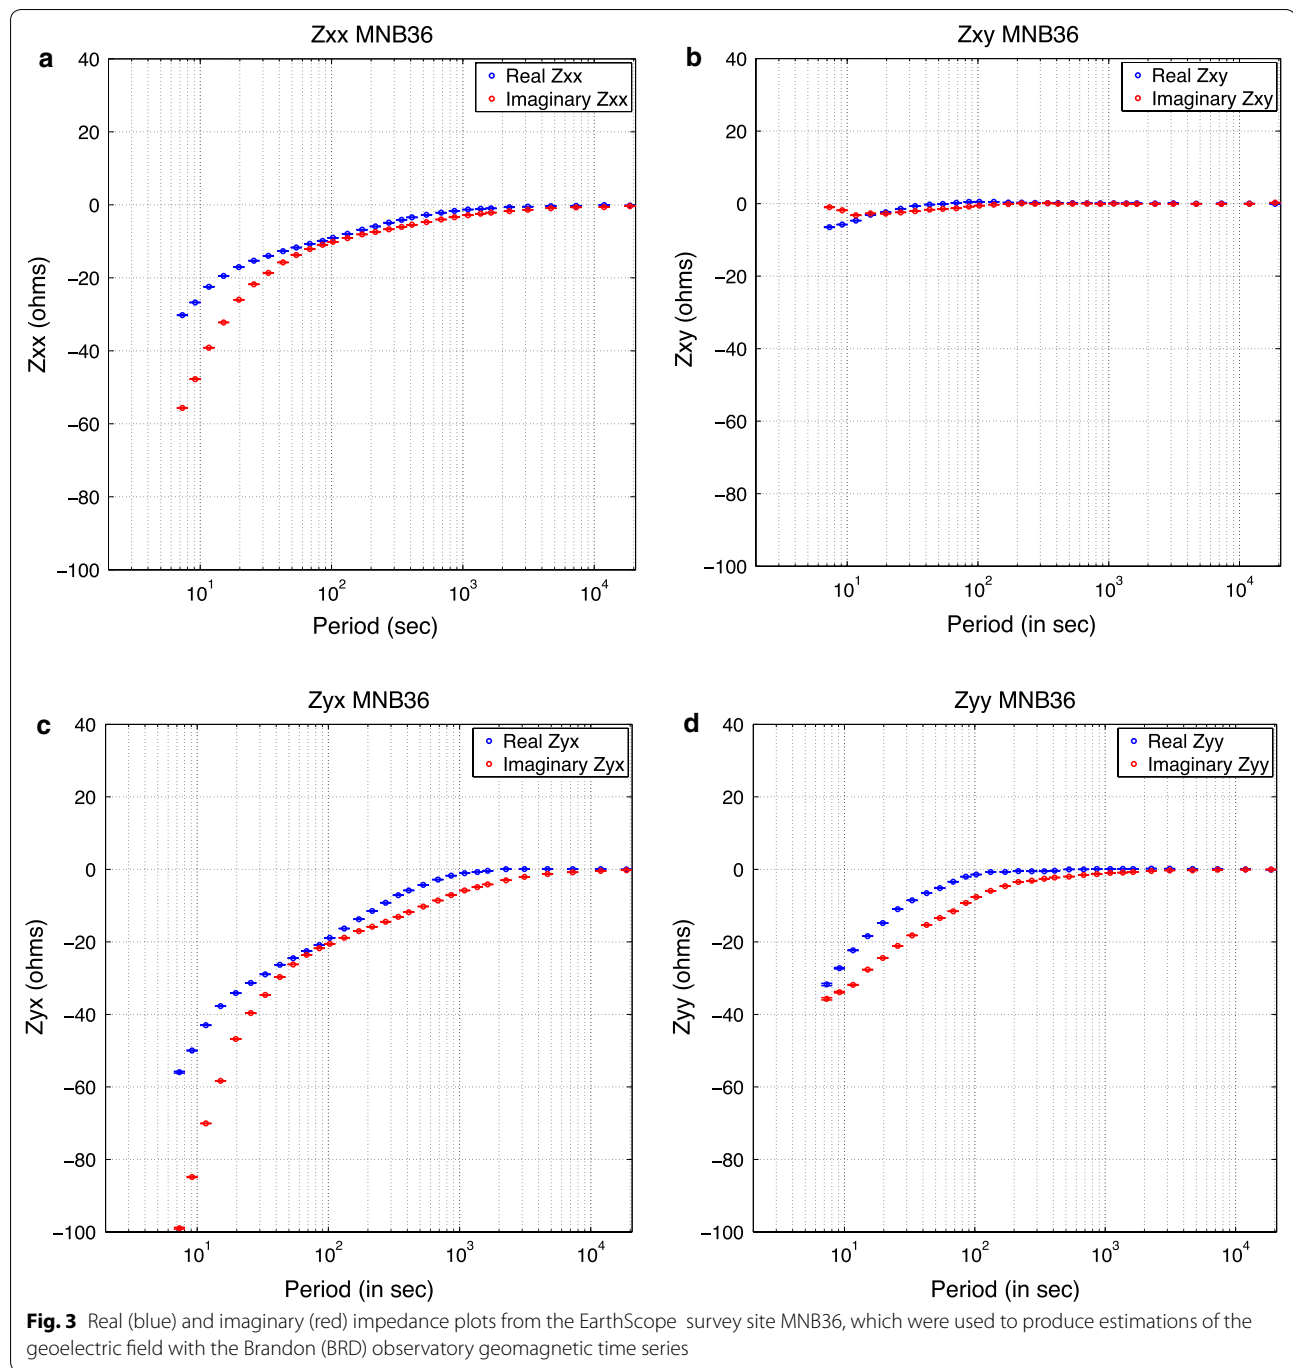 a
Zxx MNB36
Real Zxx
Imaginary Zxx
40
20
0
−20
−40
−60
−80
−100
Zxx (ohms)
10^1
10^2
10^3
10^4
Period (sec)
b
Zxy MNB36
Real Zxy
Imaginary Zxy
40
20
0
−20
−40
−60
−80
−100
Zxy (ohms)
10^1
10^2
10^3
10^4
Period (in sec)
c
Zyx MNB36
Real Zyx
Imaginary Zyx
40
20
0
−20
−40
−60
−80
−100
Zyx (ohms)
10^1
10^2
10^3
10^4
Period (in sec)
d
Zyy MNB36
Real Zyy
Imaginary Zyy
40
20
0
−20
−40
−60
−80
−100
Zyy (ohms)
10^1
10^2
10^3
10^4
Period (in sec)
Fig. 3 Real (blue) and imaginary (red) impedance plots from the EarthScope survey site MNB36, which were used to produce estimations of the
geoelectric field with the Brandon (BRD) observatory geomagnetic time series